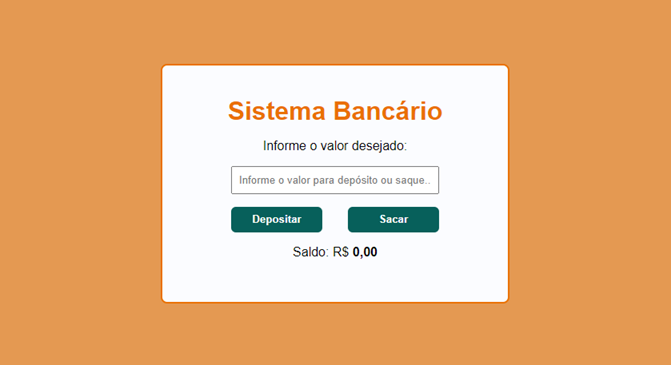 Sistema Bancário
Informe o valor desejado:
Informe o valor para depósito ou saque..
Depositar Sacar
Saldo: R$ 0,00